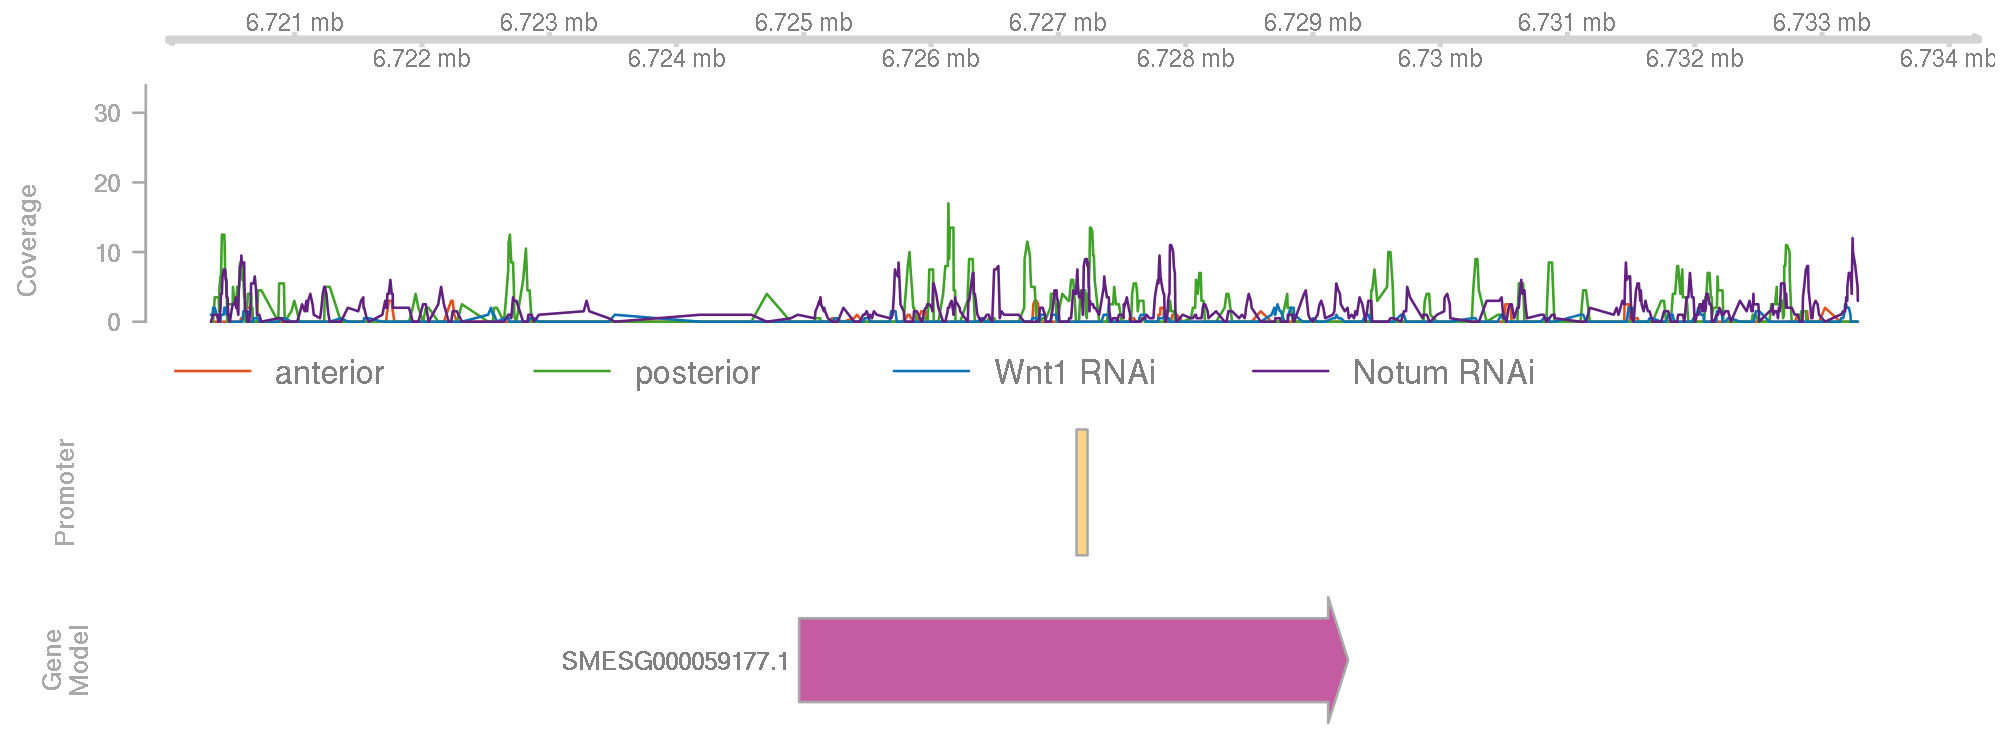 6.721 mb 6.723 mb 6.725 mb 6.727 mb 6.729 mb 6.731 mb 6.733 mb
6.722 mb 6.724 mb 6.726 mb 6.728 mb 6.73 mb 6.732 mb 6.734 mb
30
20
10
0
Coverage
anterior posterior Wnt1 RNAi Notum RNAi
Promoter
Gene
Model
SMESG000059177.1